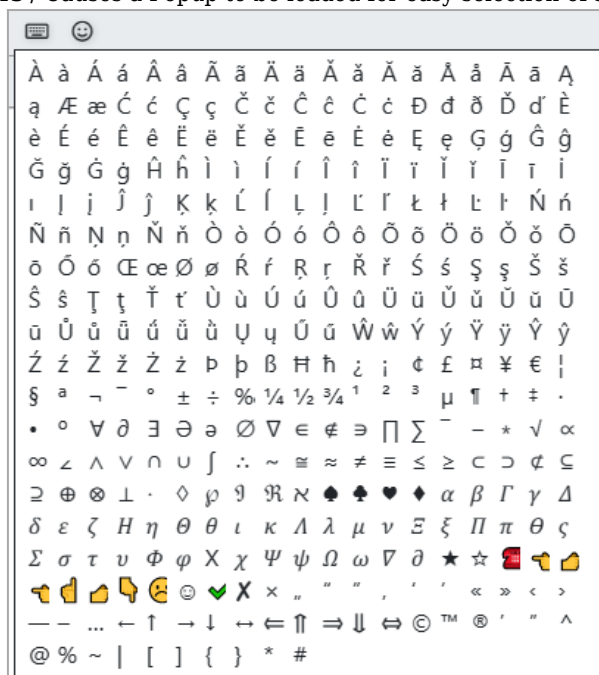 À à Á á Â â Ã ã Ä ä Ǎ ǎ Ă ă Å å Ā ā Ą
ą Æ æ Ć ć Ç ç Č č Ĉ ĉ Ċ ċ Đ đ ð Ď ď È
è É é Ê ê Ë ë Ě ě Ē ē Ė ė Ę ę Ģ ģ Ĝ ĝ
Ğ ğ Ġ ġ Ĥ ĥ Ì ì Í í Î î Ï ï Ǐ ǐ Ī ī İ
ı Į į Ĵ ĵ Ķ ķ Ĺ ĺ Ļ ļ Ľ ľ Ł ł Ŀ ŀ Ń ń
Ñ ñ Ņ ņ Ň ň Ò ò Ó ó Ô ô Õ õ Ö ö Ǒ ǒ Ō
ō Ő ő Œ œ Ø ø Ŕ ŕ Ŗ ŗ Ř ř Ś ś Ş ş Š š
Ŝ ŝ Ţ ţ Ť ť Ù ù Ú ú Û û Ü ü Ǔ ǔ Ŭ ŭ Ū
ū Ů ů ǖ ǘ ǚ ǜ Ų ų Ű ű Ŵ ŵ Ý ý Ÿ ÿ Ŷ ŷ
Ź ź Ž ž Ż ż Þ þ ß Ħ ħ ¿ ¡ ¢ £ ¤ ¥ € ¦
§ ª ¬ ¯ ° ± ÷ ‰ ¼ ½ ¾ ¹ ² ³ µ ¶ † ‡ ·
• º ∀ ∂ ∃ Ə ə ∅ ∇ ∈ ∉ ∋ ∏ ∑ ‾ − ∗ √ ∝
∞ ∠ ∧ ∨ ∩ ∪ ∫ ∴ ∼ ≅ ≈ ≠ ≡ ≤ ≥ ⊂ ⊃ ⊄ ⊆
⊇ ⊕ ⊗ ⊥ ⋅ ◊ ℘ ℑ ℜ ℵ ♠ ♣ ♥ ♦ α β Γ γ Δ
δ ε ζ Η η Θ θ ι κ Λ λ μ ν Ξ ξ Π π Θ ς
Σ σ τ υ Φ φ Χ χ Ψ ψ Ω ω ∇ ∂ ★ ☆ ☎
☺ ✔ ✗ × „ “ ” ‚ ‘ ’ « » ‹ ›
— – … ← ↑ → ↓ ↔ ⇐ ⇑ ⇒ ⇓ ⇔ © ™ ® ′ ″ ^
@ % ~ | [ ] { } * #